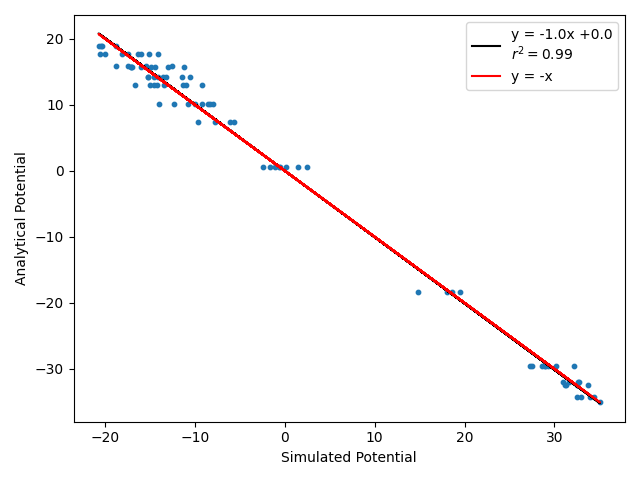 y = -1.0x +0.0
r² = 0.99
y = -x
20
10
0
−10
−20
−30
Analytical Potential
−20 −10 0 10 20 30
Simulated Potential